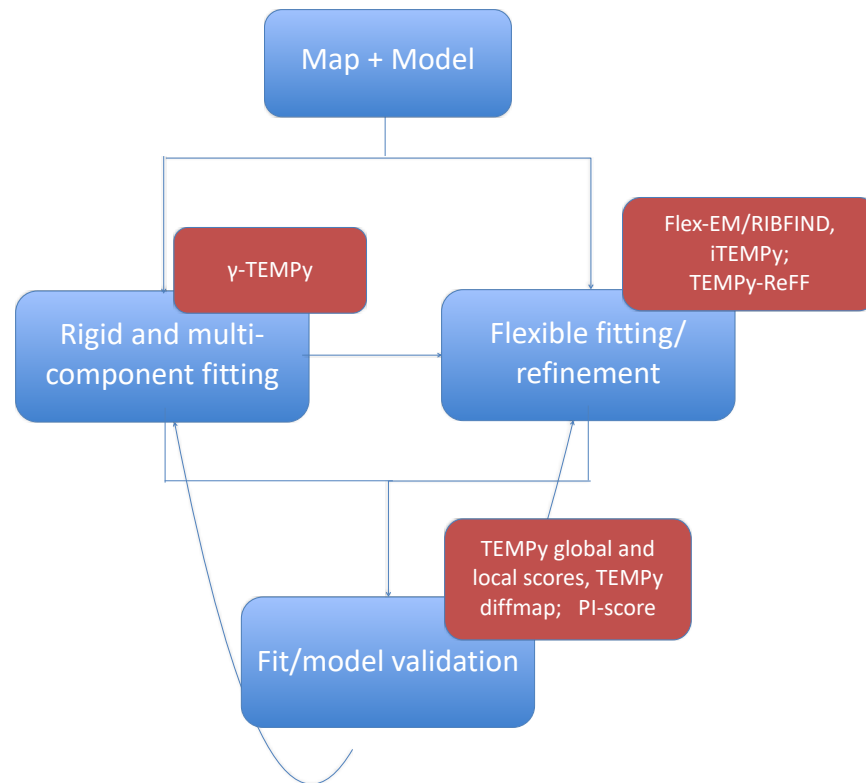 Map + Model
γ-TEMPy
Rigid and multi-
component fitting
Flex-EM/RIBFIND,
iTEMPy;
TEMPy-ReFF
Flexible fitting/
refinement
TEMPy global and
local scores, TEMPy
diffmap; PI-score
Fit/model validation